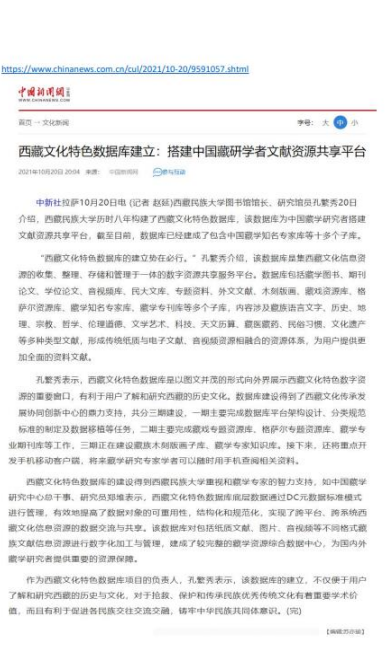 https://www.chinanews.com.cn/cul/2021/10-20/9591057.shtml
中国新闻网
WWW.CHINANEWS.COM.CN
首页 → 文化新闻
字号： 大 中 小
西藏文化特色数据库建立：搭建中国藏研学者文献资源共享平台
2021年10月20日 20:04 来源： 中国新闻网 参与互动
中新社拉萨10月20日电 (记者 赵延)西藏民族大学图书馆馆长、研究馆员孔繁秀20日
介绍，西藏民族大学历时八年构建了西藏文化特色数据库，该数据库为中国藏学研究者搭建
文献资源共享平台，截至目前，数据库已经建成了包含中国藏学知名专家库等十多个子库。
“西藏文化特色数据库的建立势在必行。”孔繁秀介绍，该数据库是集西藏文化信息资
源的收集、整理、存储和管理于一体的数字资源共享服务平台。数据库包括藏学图书、期刊
论文、学位论文、音视频库、民大文库、专题资料、外文文献、木刻版画、藏戏资源库、格
萨尔资源库、藏学知名专家库、藏学专刊库等多个子库，内容涉及藏族语言文字、历史、地
理、宗教、哲学、伦理道德、文学艺术、科技、天文历算、藏医藏药、民俗习惯、文化遗产
等多种类型文献，形成传统纸质与电子文献、音视频资源相融合的资源体系，为用户提供更
加全面的资料文献。
孔繁秀表示，西藏文化特色数据库是以图文并茂的形式向外界展示西藏文化特色数字资
源的重要窗口，有利于用户了解和研究西藏的历史文化。数据库建设得到了西藏文化传承发
展协同创新中心的鼎力支持，共分三期建设，一期主要完成数据库平台架构设计、分类规范
标准的制定及数据移植等任务，二期主要完成藏戏专题资源库、格萨尔专题资源库、藏学专
业期刊库等工作，三期正在建设藏族木刻版画子库、藏学专家知识库。接下来，还将重点开
发手机移动客户端，将来藏学研究专家学者可以随时用手机查阅相关资料。
西藏文化特色数据库的建设得到西藏民族大学重视和藏学专家的智力支持，如中国藏学
研究中心总干事、研究员郑堆表示，西藏文化特色数据库底层数据通过DC元数据标准模式
进行管理，有效地提高了数据对象的可重用性，结构化和规范化，实现了跨平台、跨系统西
藏文化信息资源的数据交流与共享。该数据库对包括纸质文献、图片、音视频等不同格式藏
族文献信息资源进行数字化加工与管理，建成了较完整的藏学资源综合数据中心，为国内外
藏学研究者提供重要的资源保障。
作为西藏文化特色数据库项目的负责人，孔繁秀表示，该数据库的建立，不仅便于用户
了解和研究西藏的历史与文化，对于抢救、保护和传承民族优秀传统文化有着重要学术价
值，而且有利于促进各民族交往交流交融，铸牢中华民族共同体意识。(完)